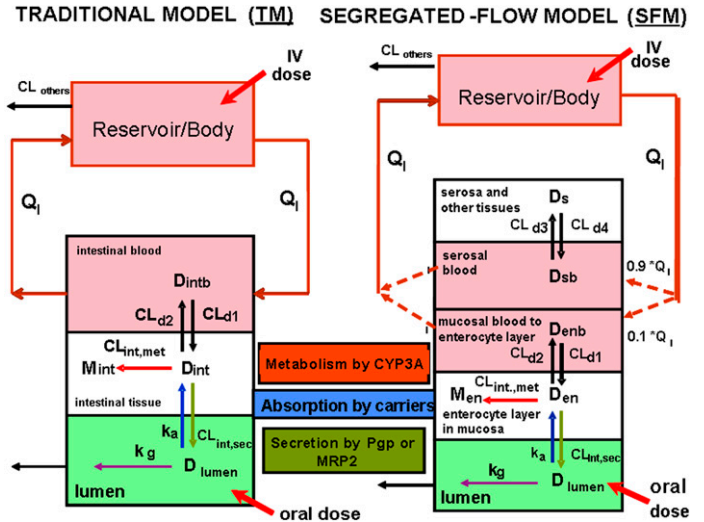 TRADITIONAL MODEL (TM)
CL others
IV
dose
Reservoir/Body
QI
QI
intestinal blood
Dintb
CLd2
CLd1
CLint,met
Mint
Dint
intestinal tissue
ka
CLint,sec
kg
D lumen
lumen
oral dose
Metabolism by CYP3A
Absorption by carriers
Secretion by Pgp or
MRP2
SEGREGATED -FLOW MODEL (SFM)
CL others
IV
dose
Reservoir/Body
QI
QI
serosa and
other tissues
Ds
CL d3
CL d4
serosal
blood
Dsb
0.9 *QI
mucosal blood to
enterocyte layer
Denb
0.1*QI
CLd2
CLd1
CLint.,met
Men
Den
enterocyte layer
in mucosa
ka
CLint,sec
kg
D lumen
lumen
oral
dose